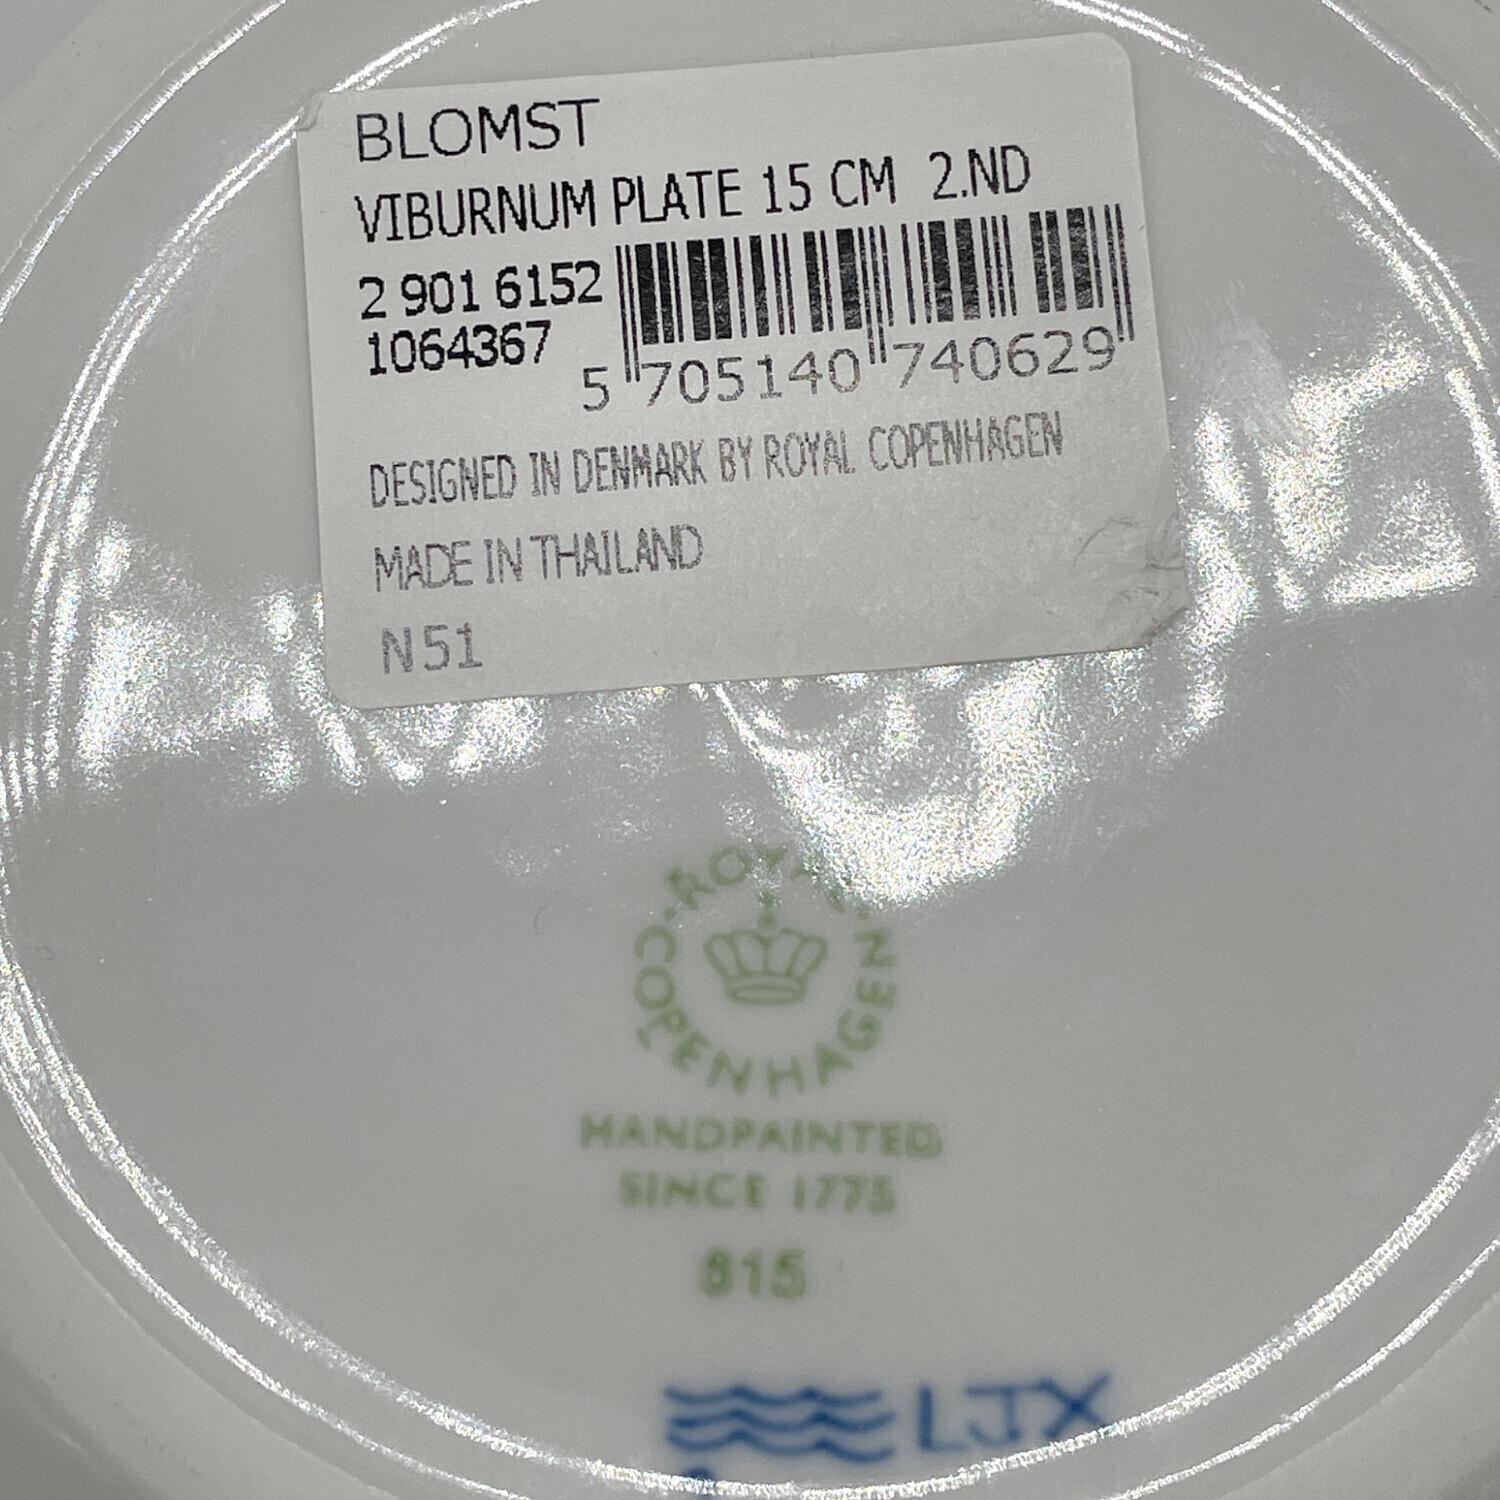 BLOMST
VIBURNUM PLATE 15 CM 2.ND
2 901 6152
1064367
5 705140 740629
DESIGNED IN DENMARK BY ROYAL COPENHAGEN
MADE IN THAILAND
N51
ROYAL COPENHAGEN
HANDPAINTED
SINCE 1775
815
LJX